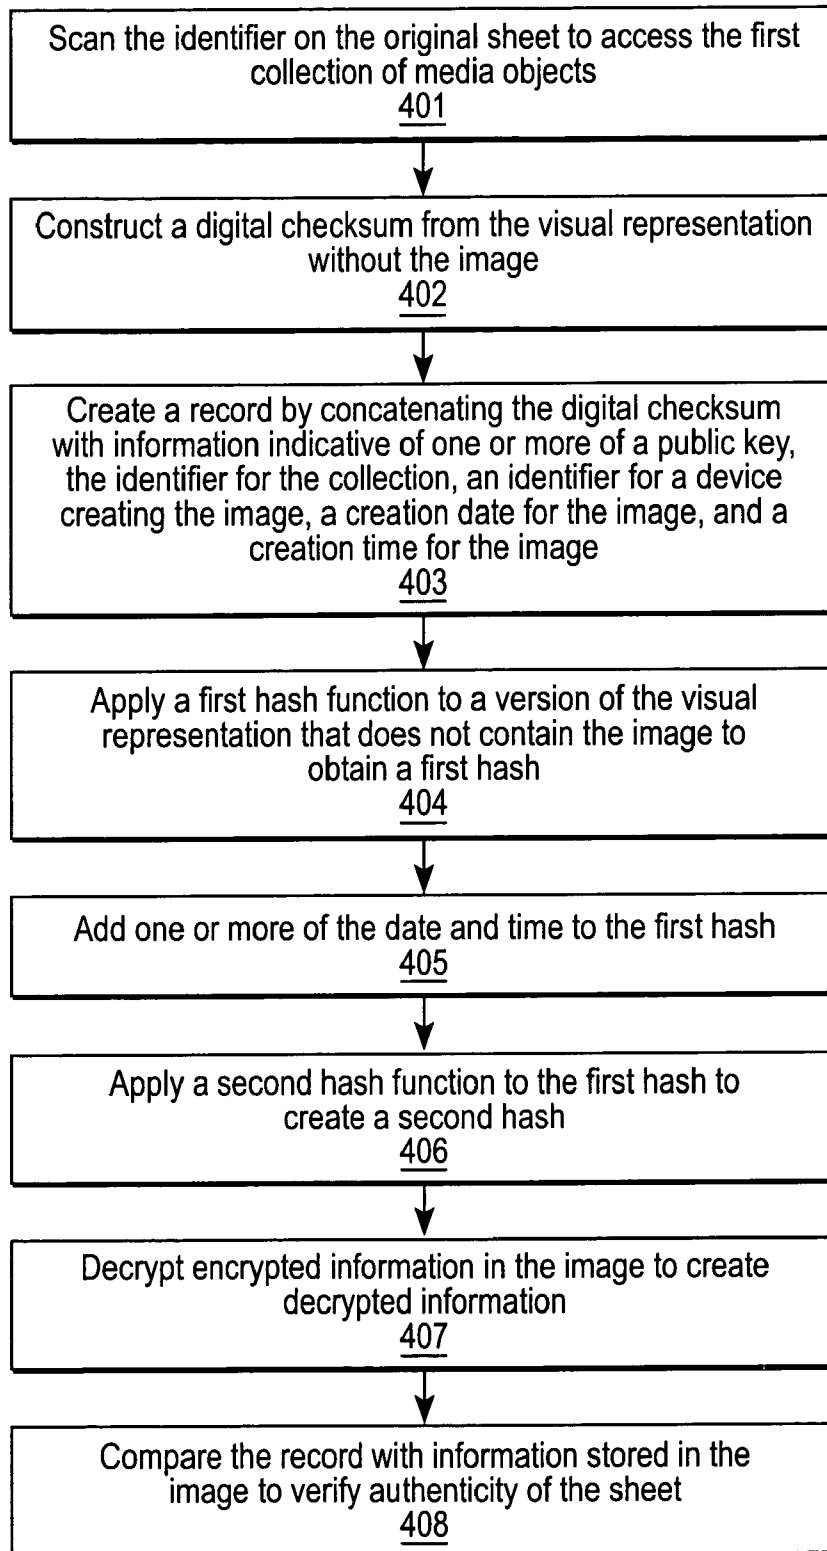 Scan the identifier on the original sheet to access the first
collection of media objects
401
Construct a digital checksum from the visual representation
without the image
402
Create a record by concatenating the digital checksum
with information indicative of one or more of a public key,
the identifier for the collection, an identifier for a device
creating the image, a creation date for the image, and a
creation time for the image
403
Apply a first hash function to a version of the visual
representation that does not contain the image to
obtain a first hash
404
Add one or more of the date and time to the first hash
405
Apply a second hash function to the first hash to
create a second hash
406
Decrypt encrypted information in the image to create
decrypted information
407
Compare the record with information stored in the
image to verify authenticity of the sheet
408